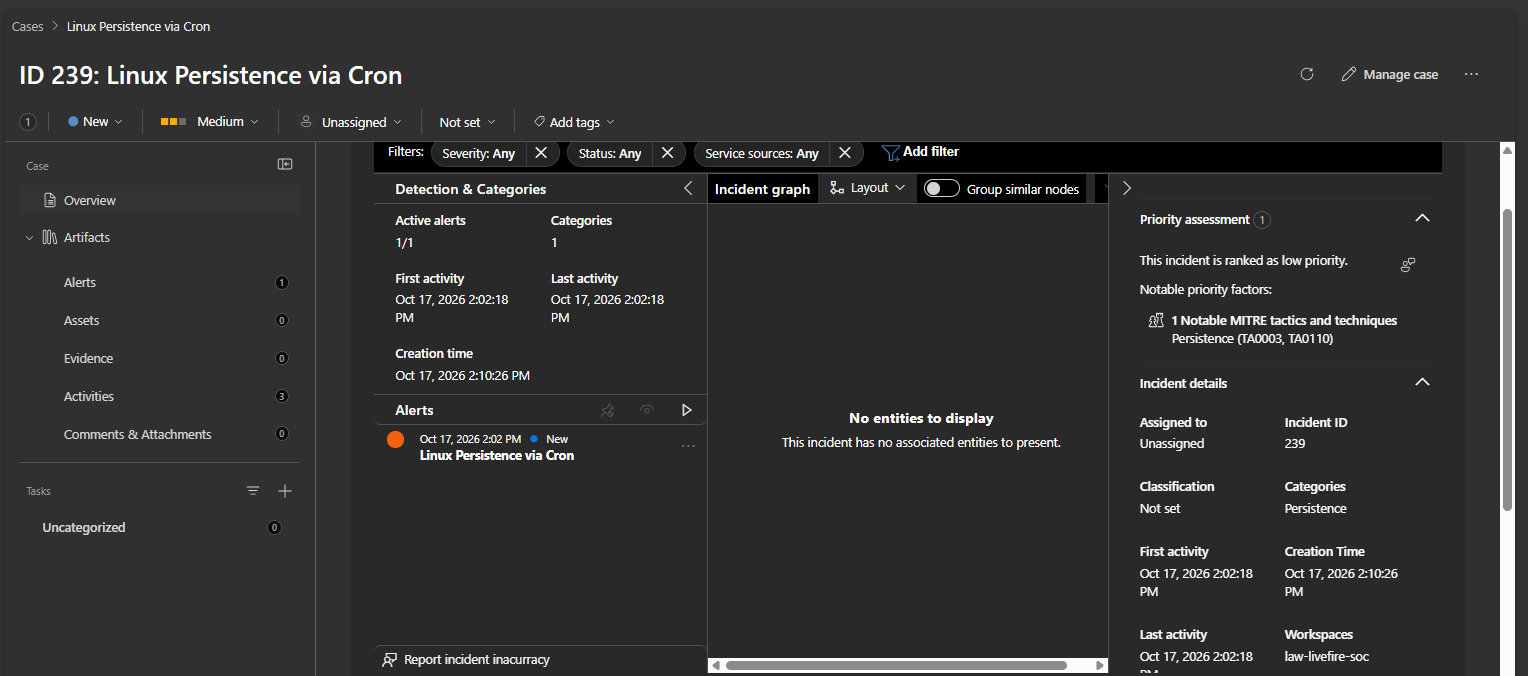 Cases > Linux Persistence via Cron
ID 239: Linux Persistence via Cron
Manage case
1 New Medium Unassigned Not set Add tags
Case
Overview
Artifacts
Alerts 1
Assets 0
Evidence 0
Activities 3
Comments & Attachments 0
Tasks
Uncategorized 0
Filters: Severity: Any Status: Any Service sources: Any Add filter
Detection & Categories
Active alerts Categories
1/1 1
First activity Last activity
Oct 17, 2026 2:02:18 Oct 17, 2026 2:02:18
PM PM
Creation time
Oct 17, 2026 2:10:26 PM
Alerts
Oct 17, 2026 2:02 PM New
Linux Persistence via Cron
Report incident inacurracy
Incident graph Layout Group similar nodes
No entities to display
This incident has no associated entities to present.
Priority assessment 1
This incident is ranked as low priority.
Notable priority factors:
1 Notable MITRE tactics and techniques
Persistence (TA0003, TA0110)
Incident details
Assigned to Incident ID
Unassigned 239
Classification Categories
Not set Persistence
First activity Creation Time
Oct 17, 2026 2:02:18 Oct 17, 2026 2:10:26
PM PM
Last activity Workspaces
Oct 17, 2026 2:02:18 law-livefire-soc